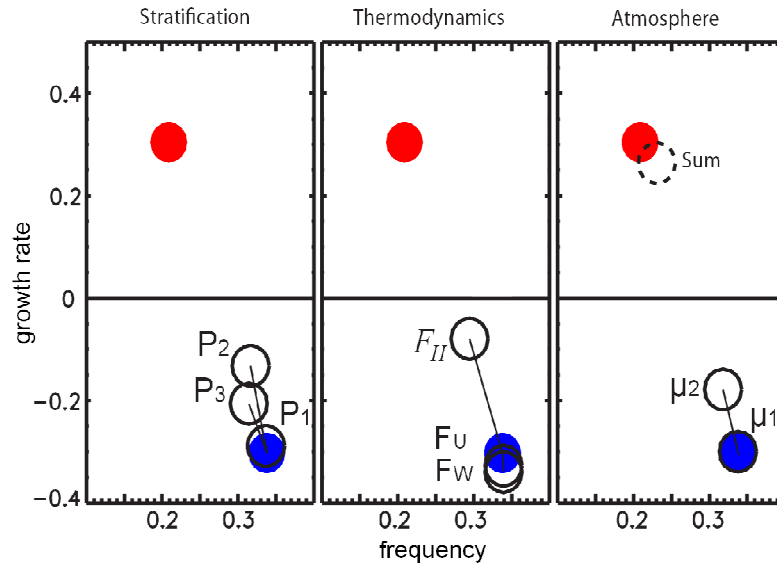 Stratification Thermodynamics Atmosphere
0.4
Sum
0.2
growth rate
0
P2
F_II
P3
μ2
−0.2
P1
μ1
FU
FW
−0.4
0.2 0.3 0.2 0.3 0.2 0.3
frequency